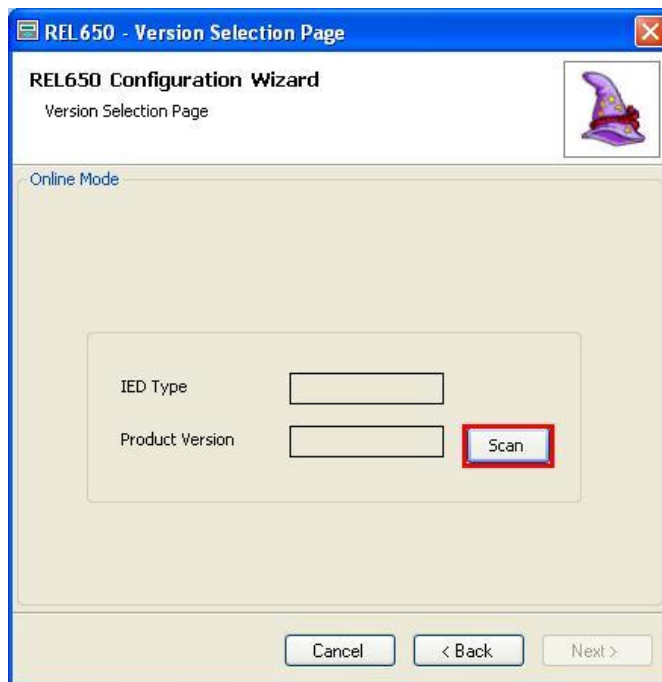 REL650 - Version Selection Page
REL650 Configuration Wizard
Version Selection Page
Online Mode
IED Type
Product Version
Scan
Cancel
< Back
Next >